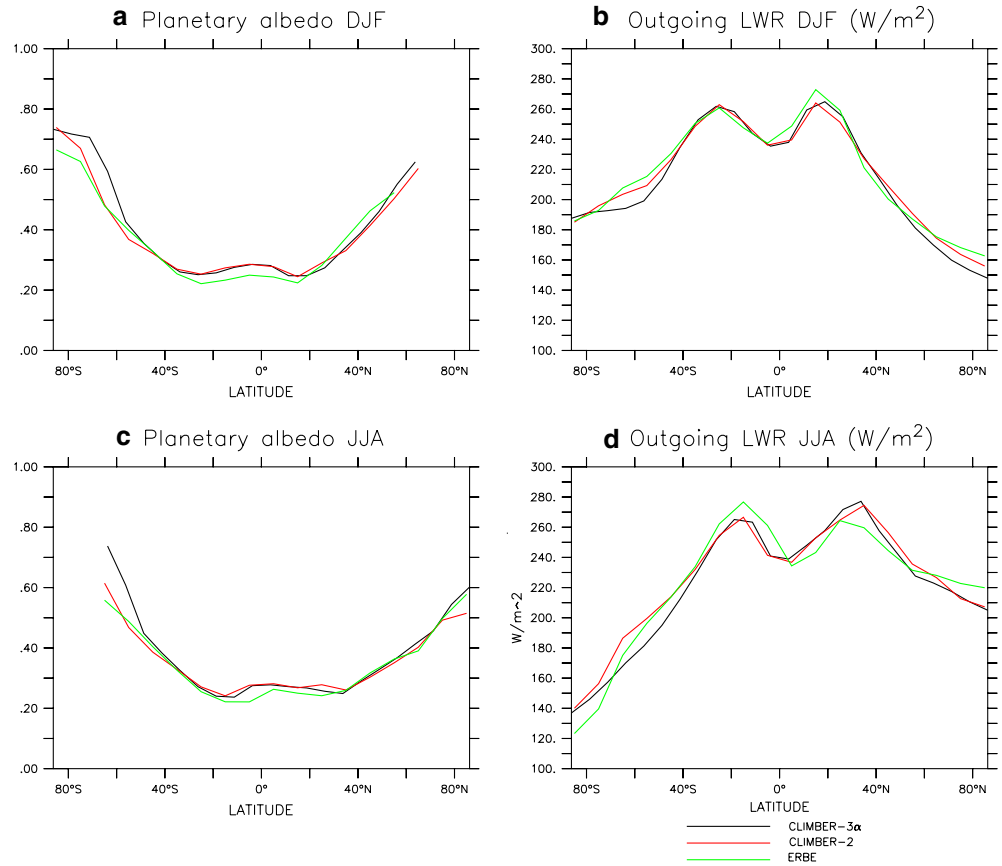 a Planetary albedo DJF
1.00
.80
.60
.40
.20
.00
80°S 40°S 0° 40°N 80°N
LATITUDE
b Outgoing LWR DJF (W/m²)
300.
280.
260.
240.
220.
200.
180.
160.
140.
120.
100.
80°S 40°S 0° 40°N 80°N
LATITUDE
c Planetary albedo JJA
1.00
.80
.60
.40
.20
.00
80°S 40°S 0° 40°N 80°N
LATITUDE
d Outgoing LWR JJA (W/m²)
W/m~2
300.
280.
260.
240.
220.
200.
180.
160.
140.
120.
100.
80°S 40°S 0° 40°N 80°N
LATITUDE
CLIMBER-3α
CLIMBER-2
ERBE